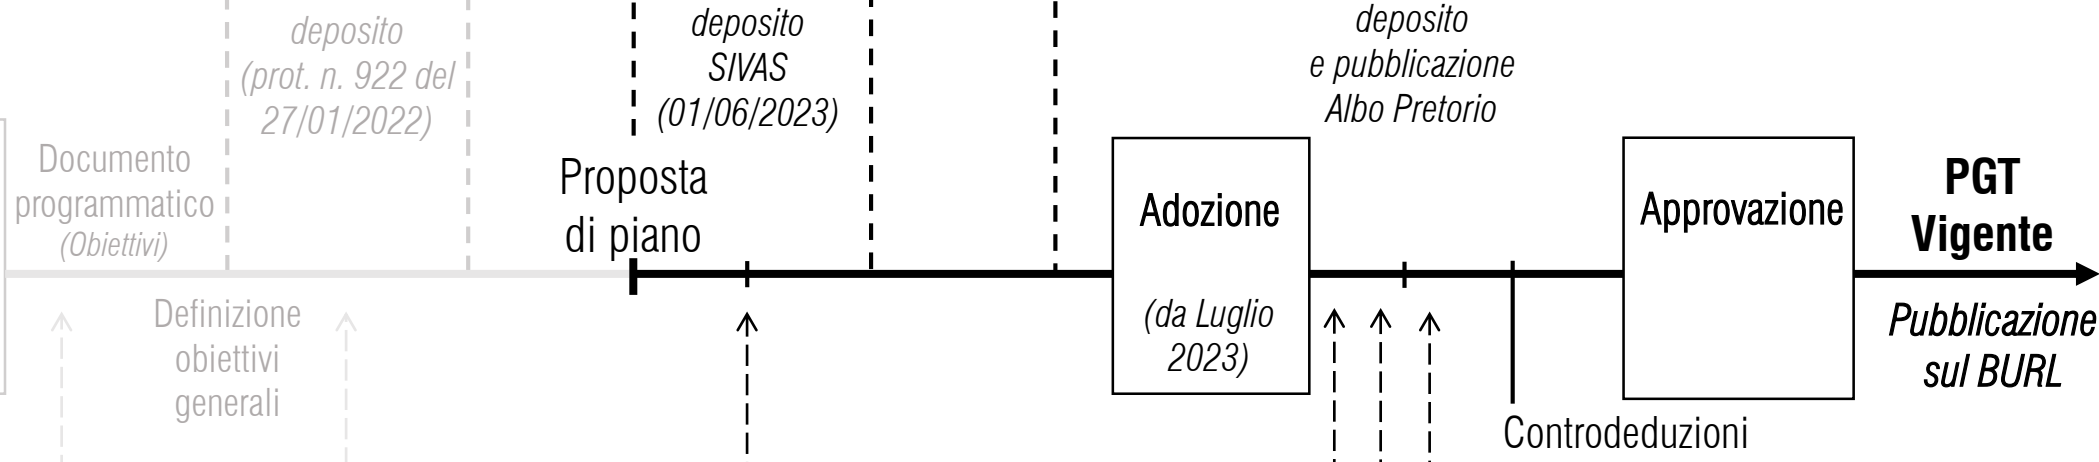 deposito
(prot. n. 922 del
27/01/2022)
deposito
SIVAS
(01/06/2023)
deposito
e pubblicazione
Albo Pretorio
Documento
programmatico
(Obiettivi)
Proposta
di piano
Adozione
(da Luglio
2023)
Approvazione
PGT
Vigente
Definizione
obiettivi
generali
Pubblicazione
sul BURL
Controdeduzioni